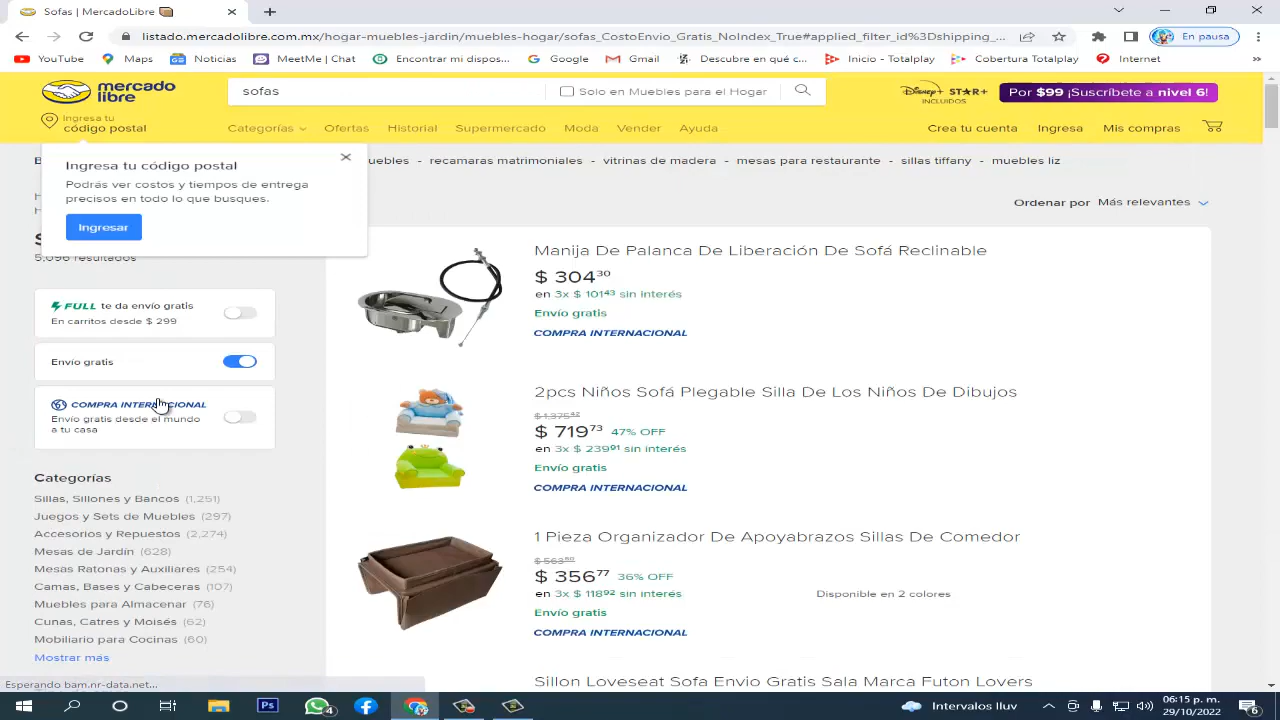 Sofas | MercadoLibre
listado.mercadolibre.com.mx/hogar-muebles-jardin/muebles-hogar/sofas_CostoEnvio_Gratis_NoIndex_True#applied_filter_id%3Dshipping_...
En pausa
YouTube
Maps
Noticias
MeetMe | Chat
Encontrar mi dispos...
Google
Gmail
Descubre en qué c...
Inicio - Totalplay
Cobertura Totalplay
Internet
»
mercado
libre
sofas
Solo en Muebles para el Hogar
Disney+ STAR+
INCLUIDOS
Por $99 ¡Suscríbete a nivel 6!
Ingresa tu
código postal
Categorías
Ofertas
Historial
Supermercado
Moda
Vender
Ayuda
Crea tu cuenta
Ingresa
Mis compras
uebles - recamaras matrimoniales - vitrinas de madera - mesas para restaurante - sillas tiffany - muebles liz
Ingresa tu código postal
Podrás ver costos y tiempos de entrega
precisos en todo lo que busques.
Ingresar
Ordenar por Más relevantes
5,096 resultados
FULL te da envío gratis
En carritos desde $ 299
Envío gratis
COMPRA INTERNACIONAL
Envío gratis desde el mundo
a tu casa
Categorías
Sillas, Sillones y Bancos (1,251)
Juegos y Sets de Muebles (297)
Accesorios y Repuestos (2,274)
Mesas de Jardín (628)
Mesas Ratonas y Auxiliares (254)
Camas, Bases y Cabeceras (107)
Muebles para Almacenar (76)
Cunas, Catres y Moisés (62)
Mobiliario para Cocinas (60)
Mostrar más
Manija De Palanca De Liberación De Sofá Reclinable
$ 304 30
en 3x $ 101 43 sin interés
Envío gratis
COMPRA INTERNACIONAL
2pcs Niños Sofá Plegable Silla De Los Niños De Dibujos
$ 1,375 42
$ 719 73 47% OFF
en 3x $ 239 91 sin interés
Envío gratis
COMPRA INTERNACIONAL
1 Pieza Organizador De Apoyabrazos Sillas De Comedor
$ 356 77 36% OFF
en 3x $ 118 92 sin interés
Disponible en 2 colores
Envío gratis
COMPRA INTERNACIONAL
Sillon Loveseat Sofa Envio Gratis Sala Marca Futon Lovers
Esperando bam.nr-data.net...
Ps
4
Intervalos lluv
06:15 p. m.
29/10/2022
6